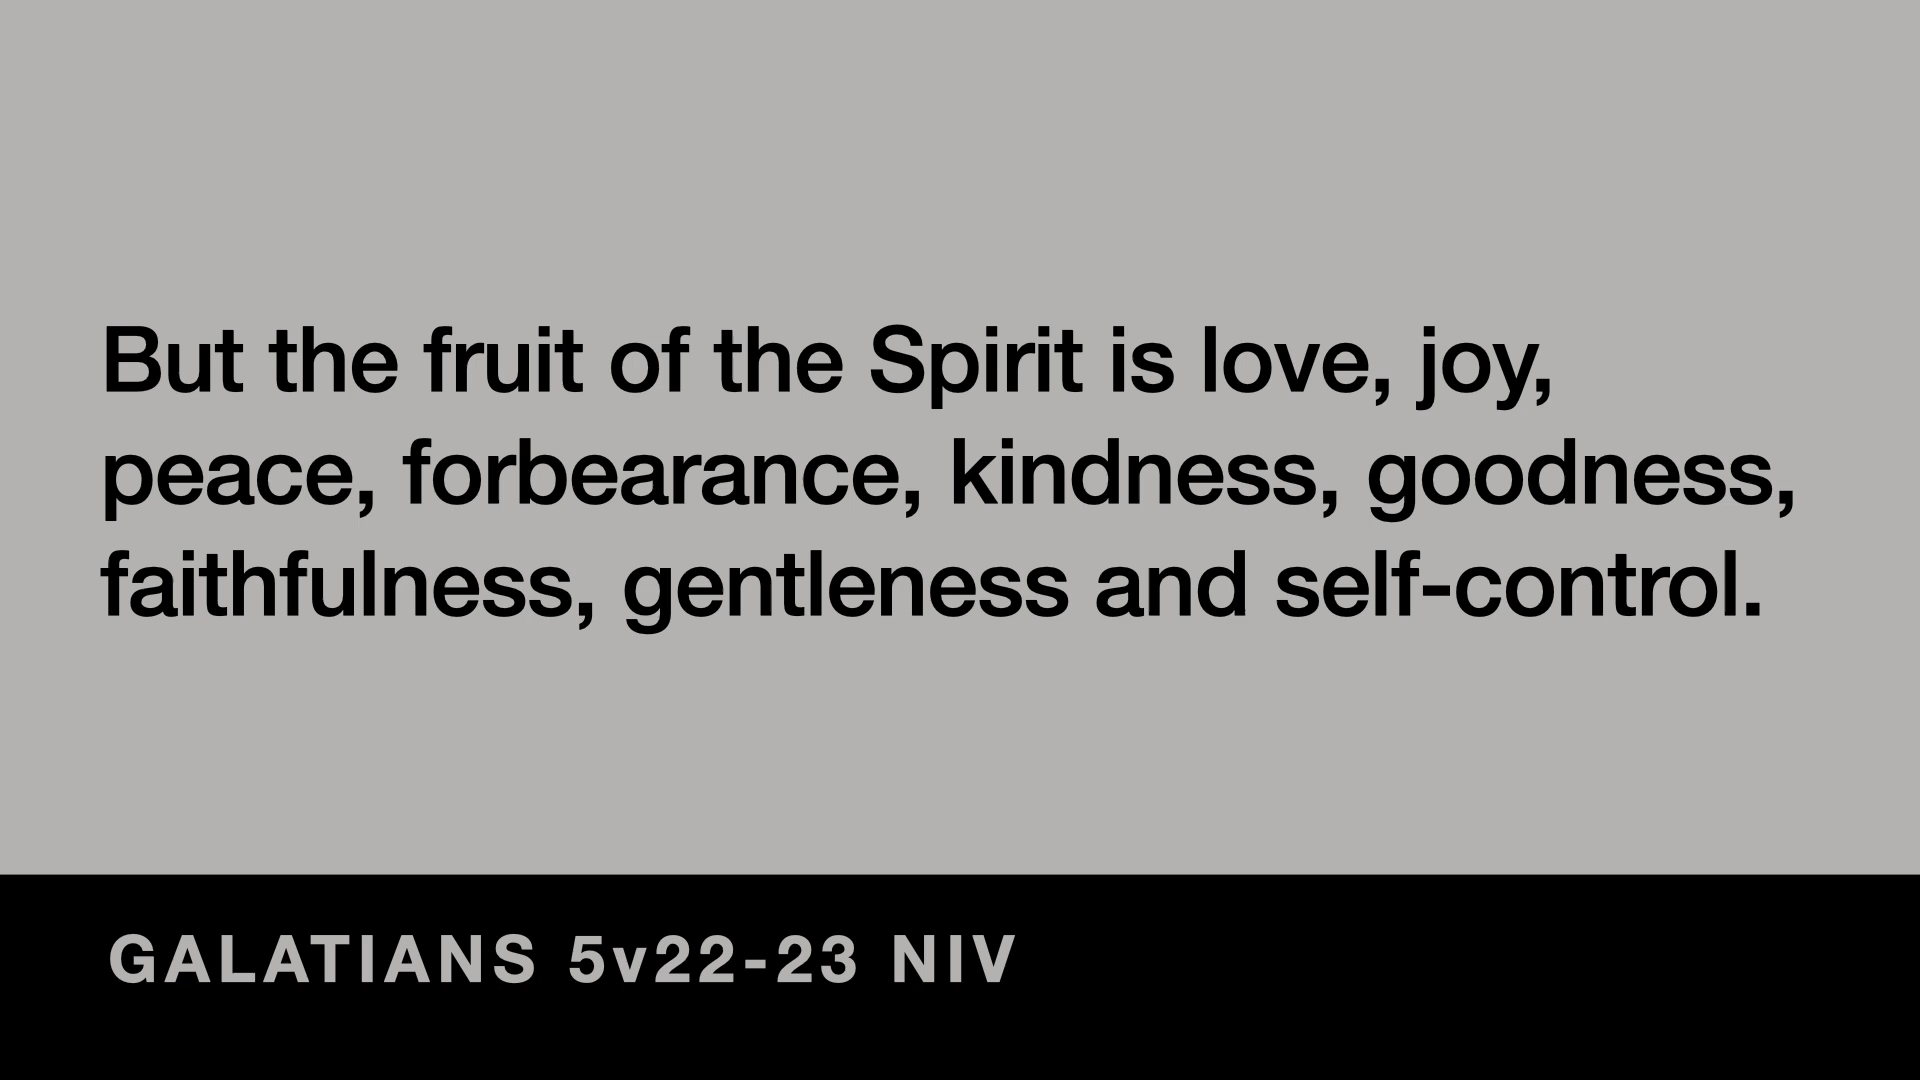 But the fruit of the Spirit is love, joy,
peace, forbearance, kindness, goodness,
faithfulness, gentleness and self-control.
GALATIANS 5v22-23 NIV